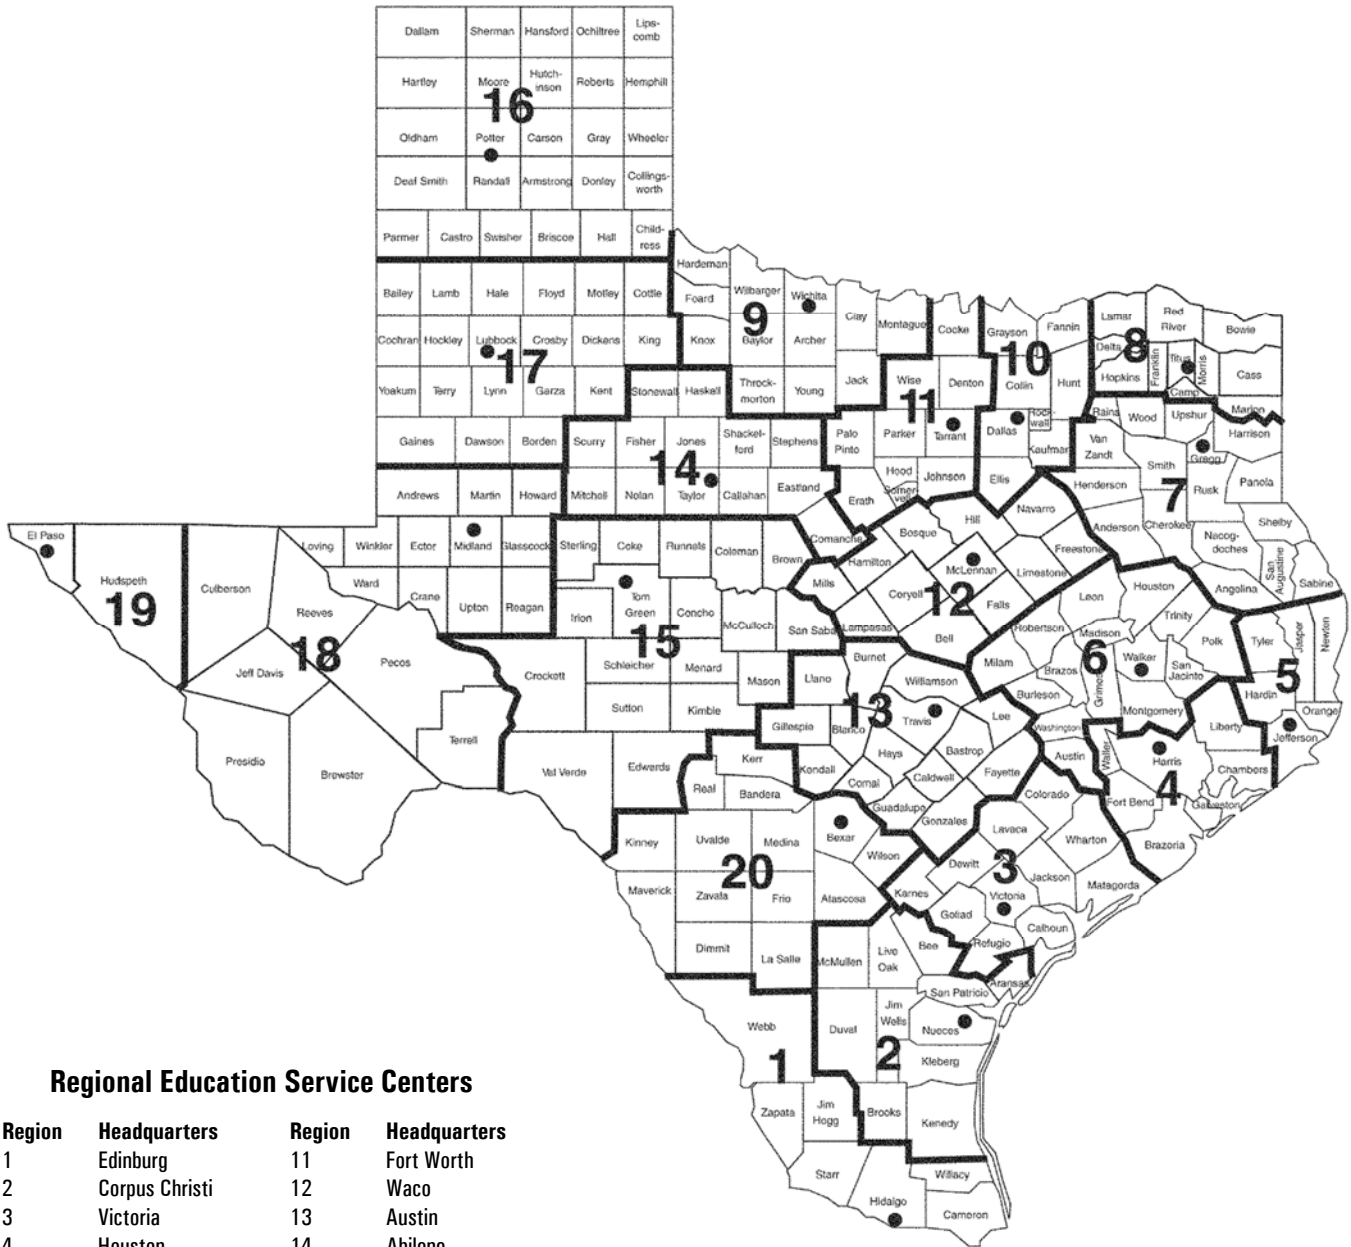 Dallam Sherman Hansford Ochiltree Lips-
comb
Hartley Moore Hutch-
inson Roberts Hemphill
16
Oldham Potter Carson Gray Wheeler
Deaf Smith Randall Armstrong Donley Collings-
worth
Parmer Castro Swisher Briscoe Hall Child-
ress
Hardeman
Bailey Lamb Hale Floyd Motley Cottle Foard Wilbarger Wichita Clay Montague Cooke Grayson Fannin Lamar Red
River Bowie
9 10 8
Cochran Hockley Lubbock Crosby Dickens King Knox Baylor Archer Delta Titus Morris Franklin Cass
17
Yoakum Terry Lynn Garza Kent Stonewall Haskell Throck-
morton Young Jack Wise Denton Collin Hunt Hopkins Camp
11
Gaines Dawson Borden Scurry Fisher Jones Shackel-
ford Stephens Palo
Pinto Parker Tarrant Dallas Rock-
wall Kaufman Rains Wood Upshur Marion Harrison
Van
Zandt
14
Andrews Martin Howard Mitchell Nolan Taylor Callahan Eastland Erath Hood Somer-
vell Johnson Ellis Henderson Smith Gregg Rusk Panola
7
El Paso Hudspeth Culberson Loving Winkler Ector Midland Glasscock Sterling Coke Runnels Coleman Brown Comanche Bosque Hill Navarro Anderson Cherokee Nacog-
doches Shelby
Hamilton McLennan Freestone San
Augustine Sabine
19
Reeves Ward Crane Upton Reagan Irion Tom
Green Concho McCulloch Mills San Saba Lampasas Coryell Limestone Falls Leon Houston Angelina
12
18
Jeff Davis Pecos Crockett Schleicher Menard Mason Llano Burnet Bell Robertson Madison Trinity Polk Tyler Jasper Newton
15
6
5
Milam Brazos Grimes Walker San
Jacinto Hardin
Presidio Brewster Terrell Sutton Kimble Gillespie Blanco Williamson Travis Lee Burleson Washington Montgomery Liberty Orange Jefferson
13
Val Verde Edwards Kerr Real Bandera Kendall Comal Hays Caldwell Bastrop Fayette Austin Waller Harris Chambers
4
Kinney Uvalde Medina Bexar Guadalupe Gonzales Lavaca Colorado Fort Bend Galveston
Wilson Dewitt Wharton Brazoria
20
3
Maverick Zavala Frio Atascosa Karnes Goliad Victoria Jackson Matagorda
Dimmit La Salle McMullen Live
Oak Bee Refugio Calhoun
Aransas
San Patricio
Webb Duval Jim
Wells Nueces
1 2
Kleberg
Zapata Jim
Hogg Brooks Kenedy
Starr Hidalgo Willacy
Cameron
Regional Education Service Centers
Region Headquarters Region Headquarters
1 Edinburg 11 Fort Worth
2 Corpus Christi 12 Waco
3 Victoria 13 Austin
4 Houston 14 Abilene